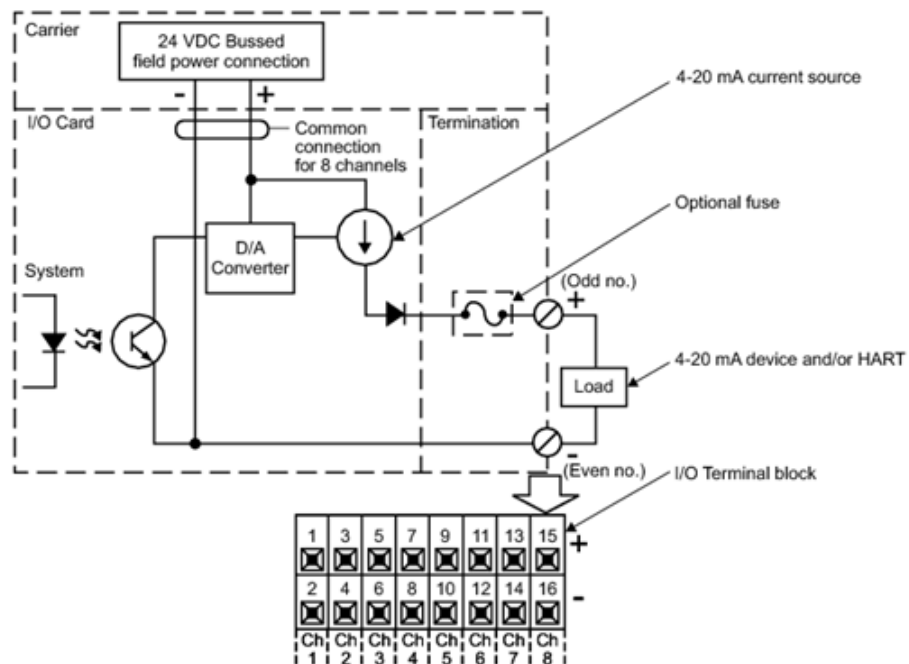 Carrier
24 VDC Bussed
field power connection
-
+
4-20 mA current source
I/O Card
Common
connection
for 8 channels
Termination
Optional fuse
D/A
Converter
System
(Odd no.)
+
4-20 mA device and/or HART
Load
-
(Even no.)
I/O Terminal block
1 3 5 7 9 11 13 15
+
2 4 6 8 10 12 14 16
-
Ch Ch Ch Ch Ch Ch Ch Ch
1 2 3 4 5 6 7 8